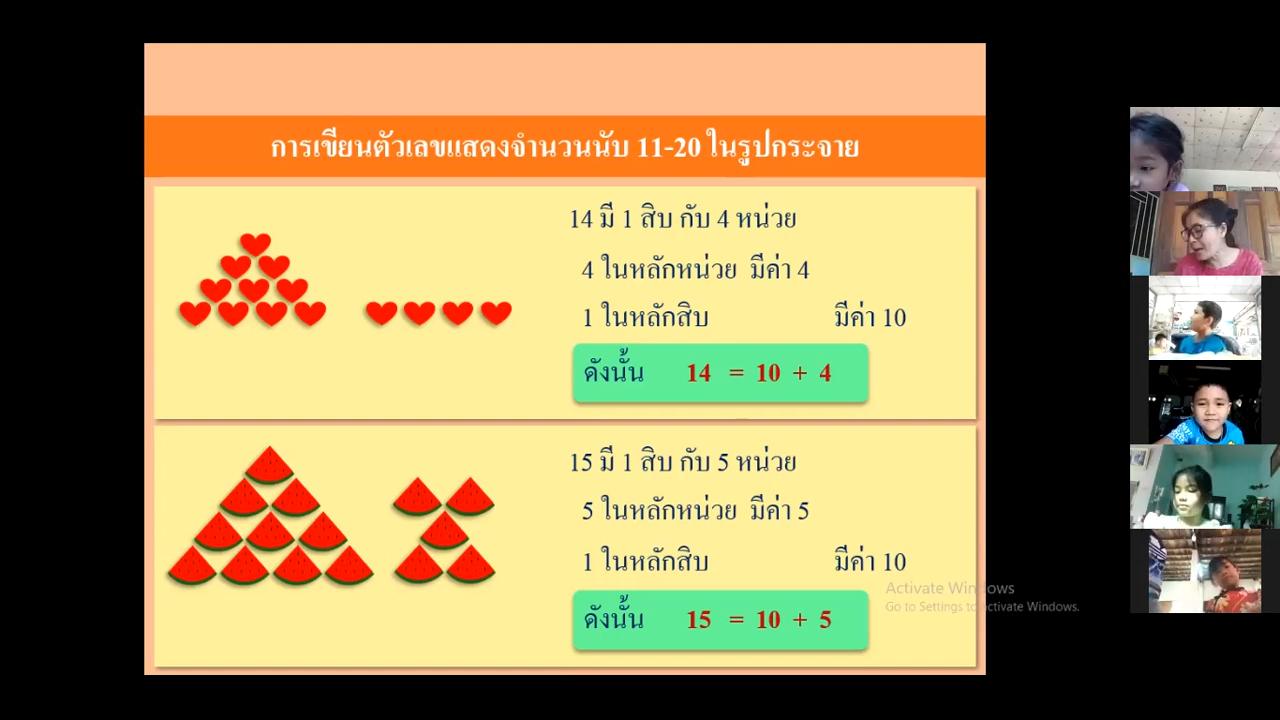 การเขียนตัวเลขแสดงจำนวนนับ 11-20 ในรูปกระจาย
14 มี 1 สิบ กับ 4 หน่วย
4 ในหลักหน่วย มีค่า 4
1 ในหลักสิบ มีค่า 10
ดังนั้น 14 = 10 + 4
15 มี 1 สิบ กับ 5 หน่วย
5 ในหลักหน่วย มีค่า 5
1 ในหลักสิบ มีค่า 10
ดังนั้น 15 = 10 + 5
Activate Windows
Go to Settings to activate Windows.